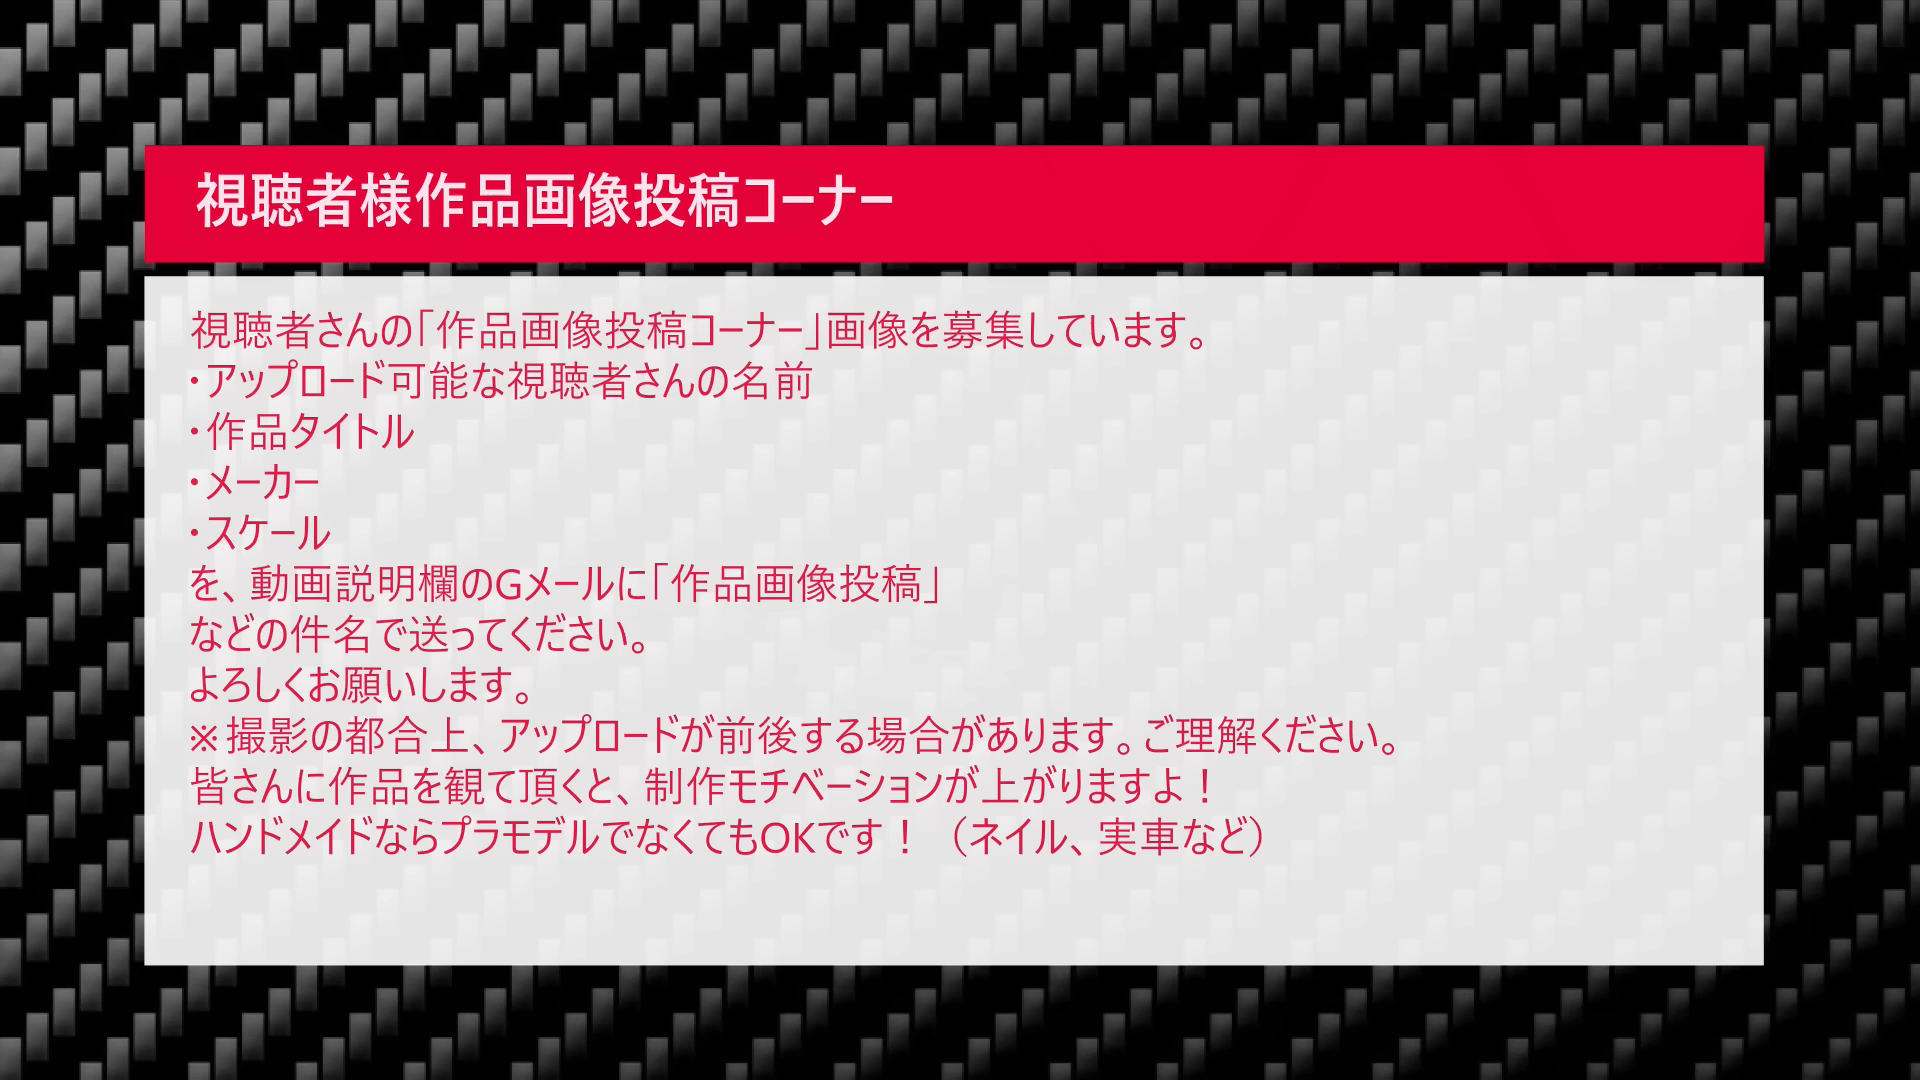 視聴者様作品画像投稿コーナー
視聴者さんの「作品画像投稿コーナー」画像を募集しています。
・アップロード可能な視聴者さんの名前
・作品タイトル
・メーカー
・スケール
を、動画説明欄のGメールに「作品画像投稿」
などの件名で送ってください。
よろしくお願いします。
※撮影の都合上、アップロードが前後する場合があります。ご理解ください。
皆さんに作品を観て頂くと、制作モチベーションが上がりますよ！
ハンドメイドならプラモデルでなくてもOKです！　（ネイル、実車など）